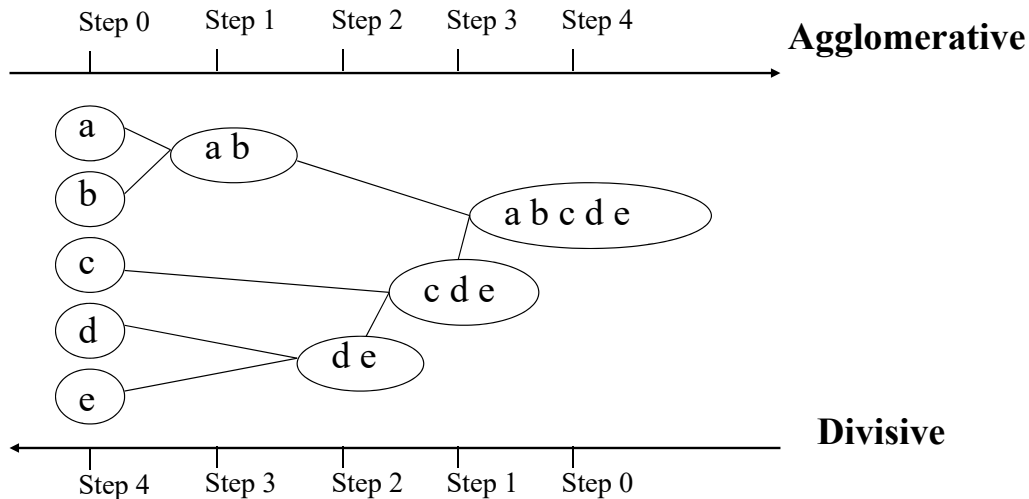 Step 0 Step 1 Step 2 Step 3 Step 4
Agglomerative
a
a b
b
a b c d e
c
c d e
d
d e
e
Divisive
Step 4 Step 3 Step 2 Step 1 Step 0